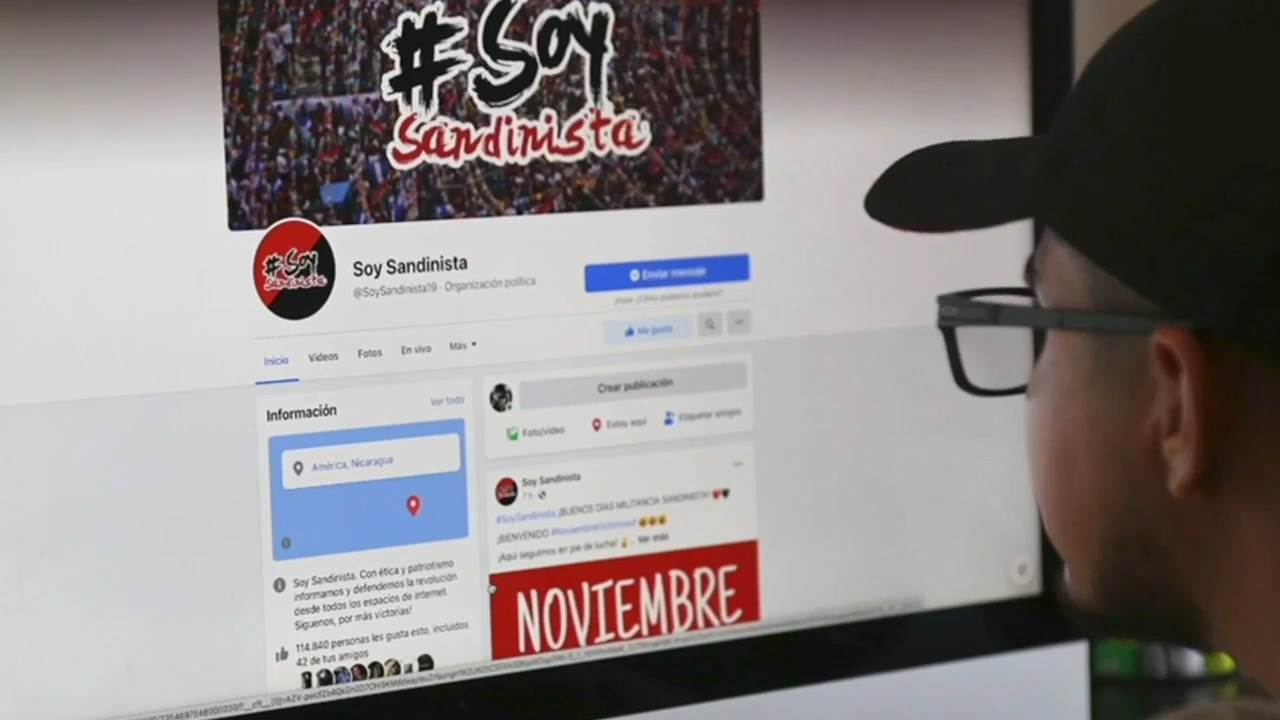 #Soy
Sandinista
#Soy
Sandinista
Soy Sandinista
@SoySandinista19 · Organización política
Enviar mensaje
Me gusta
Inicio
Videos
Fotos
En vivo
Más
Información
Ver todo
América, Nicaragua
Crear publicación
Foto/video
Estoy aquí
Etiquetar amigos
Soy Sandinista
7 h ·
#SoySandinista ¡BUENOS DÍAS MILITANCIA SANDINISTA!
¡BIENVENIDO
¡Aquí seguimos en pie de lucha! ... Ver más
NOVIEMBRE
Soy Sandinista. Con ética y patriotismo
informamos y defendemos la revolución
desde todos los espacios de internet.
Síguenos, por más victorias!
114.840 personas les gusta esto, incluidos
42 de tus amigos